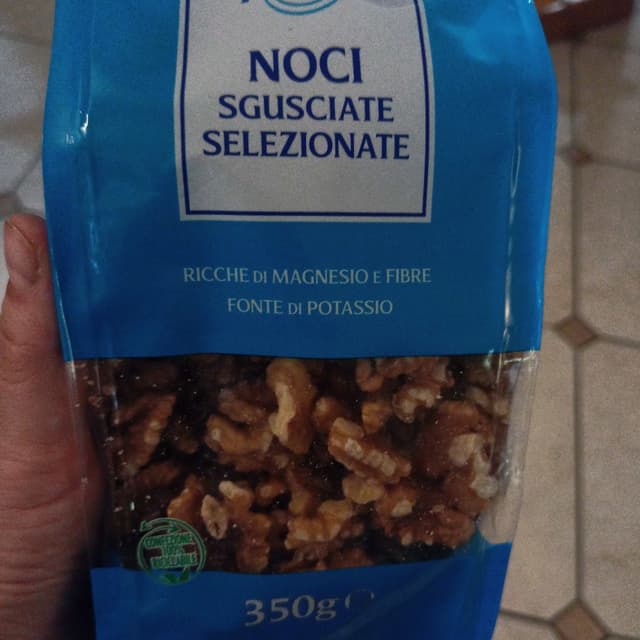 NOCI
SGUSCIATE
SELEZIONATE
RICCHE DI MAGNESIO E FIBRE
FONTE DI POTASSIO
350g℮